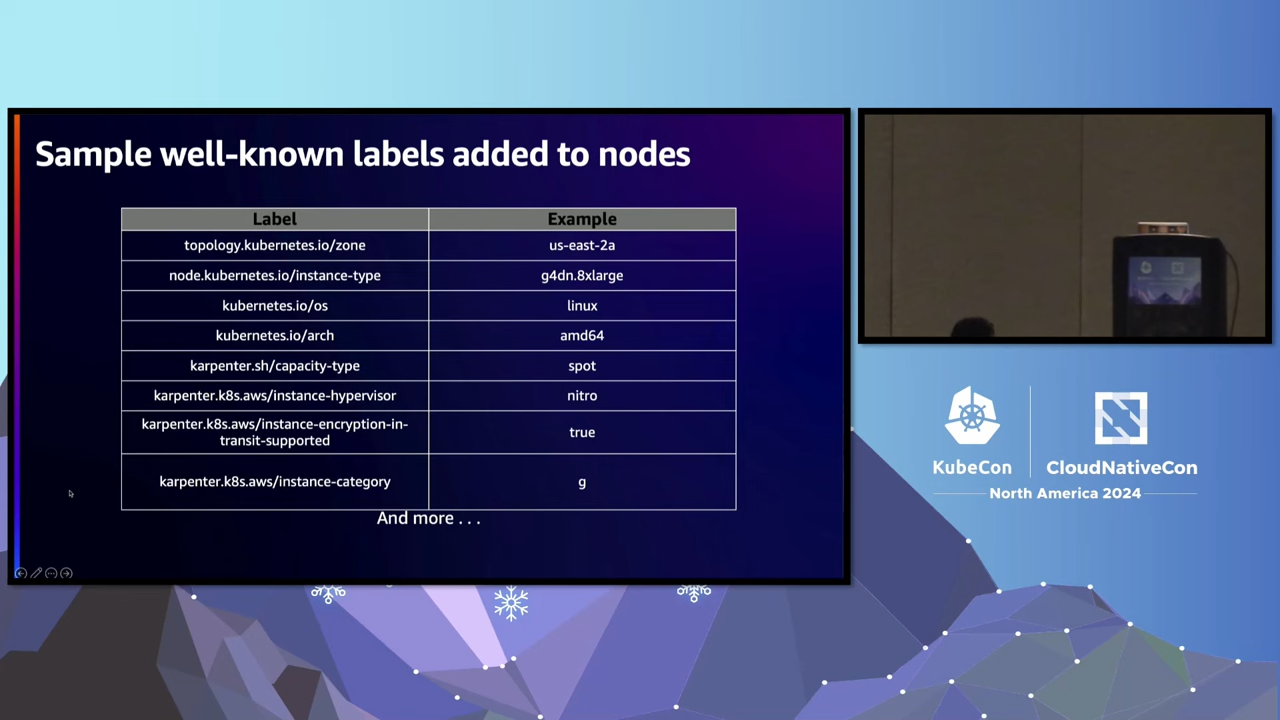 Sample well-known labels added to nodes
Label Example
topology.kubernetes.io/zone us-east-2a
node.kubernetes.io/instance-type g4dn.8xlarge
kubernetes.io/os linux
kubernetes.io/arch amd64
karpenter.sh/capacity-type spot
karpenter.k8s.aws/instance-hypervisor nitro
karpenter.k8s.aws/instance-encryption-in-
transit-supported true
karpenter.k8s.aws/instance-category g
And more . . .
KubeCon CloudNativeCon
North America 2024